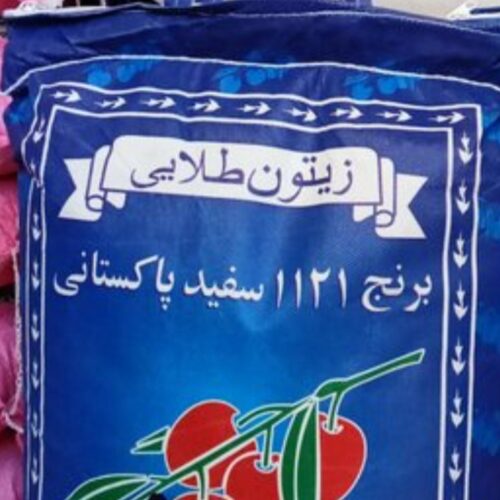 زیتون طلایی
برنج ۱۱۲۱ سفید پاکستانی